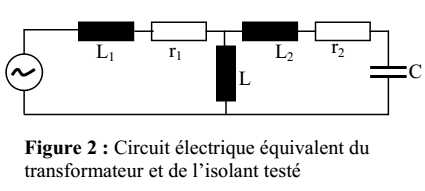 L₁
r₁
L₂
r₂
L
C
Figure 2 : Circuit électrique équivalent du
transformateur et de l'isolant testé